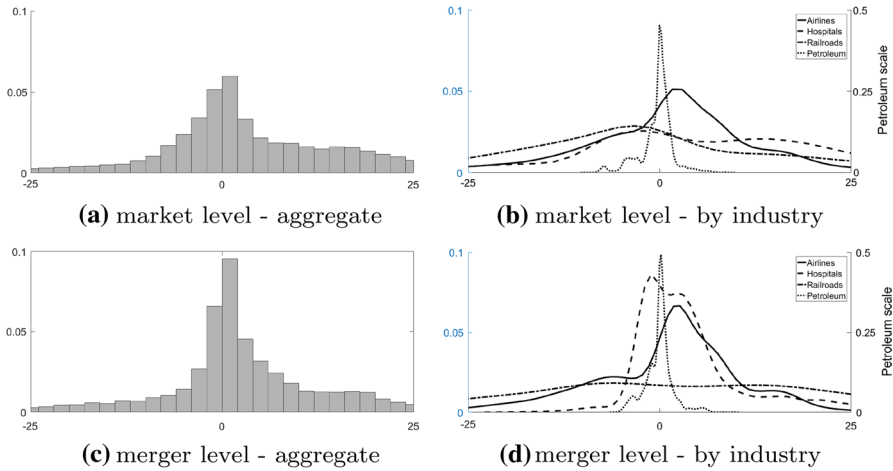 0.1
0.05
0
-25
0
25
(a) market level - aggregate
0.1
0.05
0
-25
0
25
0.5
0.25
0
Petroleum scale
Airlines
Hospitals
Railroads
Petroleum
(b) market level - by industry
0.1
0.05
0
-25
0
25
(c) merger level - aggregate
0.1
0.05
0
-25
0
25
0.5
0.25
0
Petroleum scale
Airlines
Hospitals
Railroads
Petroleum
(d) merger level - by industry